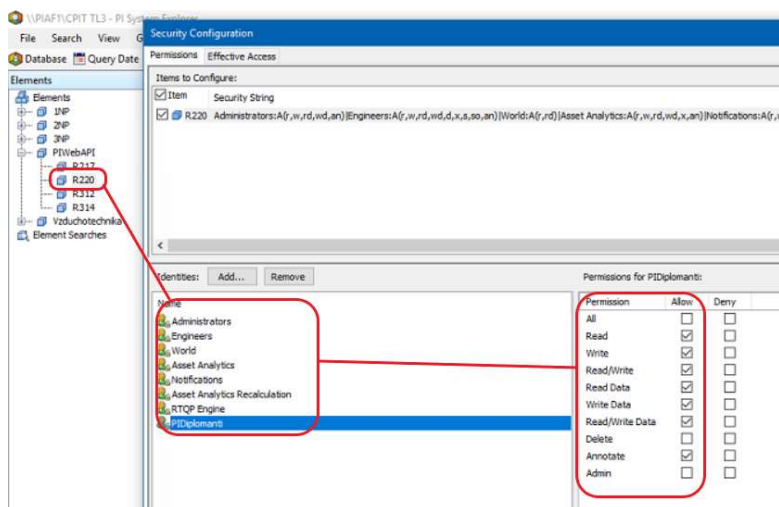 \\PIAF1\CPIT TL3 - PI System Explorer
File Search View G
Database Query Date
Elements
Elements
1NP
2NP
3NP
PIWebAPI
R217
R220
R312
R314
Vzduchotechnika
Element Searches
Security Configuration
Permissions Effective Access
Items to Configure:
Item Security String
R220 Administrators:A(r,w,rd,wd,an)|Engineers:A(r,w,rd,wd,d,x,s,so,an)|World:A(r,rd)|Asset Analytics:A(r,w,rd,wd,x,an)|Notifications:A(r,
Identities: Add... Remove
Name
Administrators
Engineers
World
Asset Analytics
Notifications
Asset Analytics Recalculation
RTQP Engine
PIDiplomanti
Permissions for PIDiplomanti:
Permission Allow Deny
All
Read
Write
Read/Write
Read Data
Write Data
Read/Write Data
Delete
Annotate
Admin